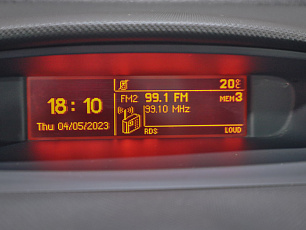 20°c
FM2 99.1 FM MEM3
18:10 99.10 MHz
Thu 04/05/2023
RDS LOUD